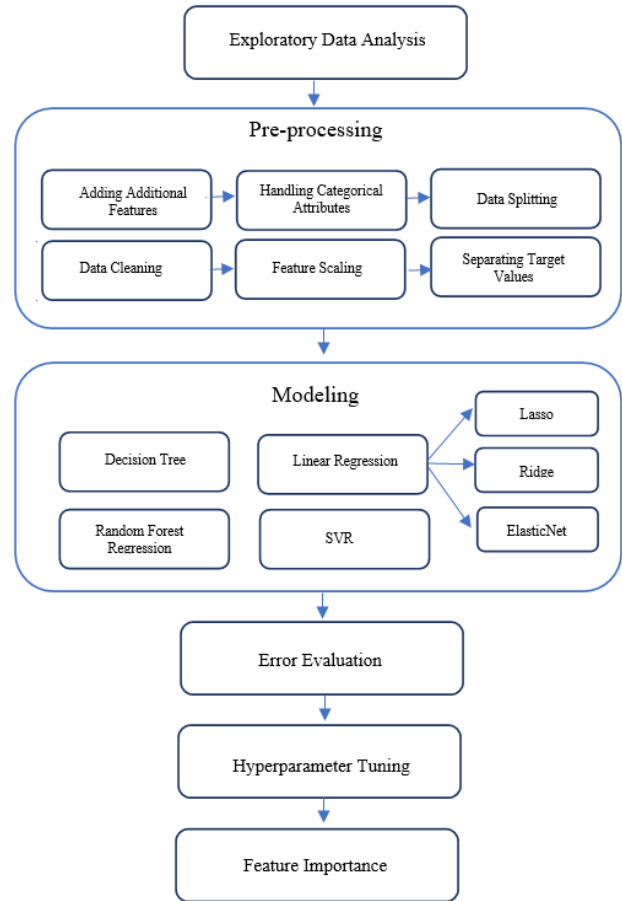 Exploratory Data Analysis
Pre-processing
Adding Additional
Features
Handling Categorical
Attributes
Data Splitting
Data Cleaning
Feature Scaling
Separating Target
Values
Modeling
Decision Tree
Linear Regression
Lasso
Ridge
ElasticNet
Random Forest
Regression
SVR
Error Evaluation
Hyperparameter Tuning
Feature Importance